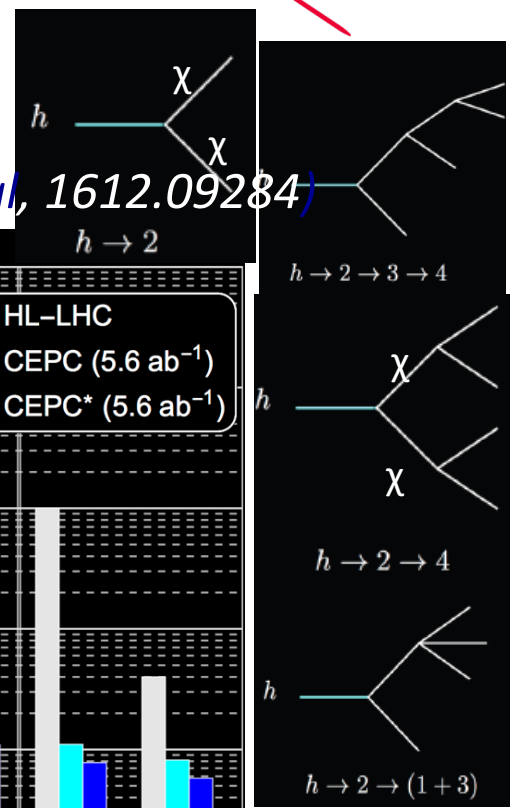 χ
h
χ
, 1612.09284)
h → 2
h → 2 → 3 → 4
HL–LHC
CEPC (5.6 ab⁻¹)
CEPC* (5.6 ab⁻¹)
χ
h
χ
h → 2 → 4
h
h → 2 → (1 + 3)